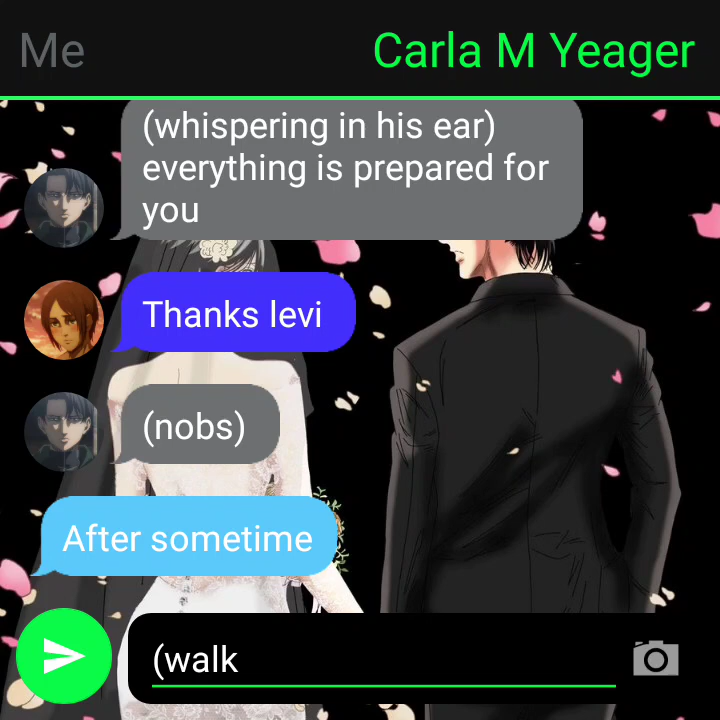 Me Carla M Yeager
(whispering in his ear)
everything is prepared for
you
Thanks levi
(nobs)
After sometime
(walk